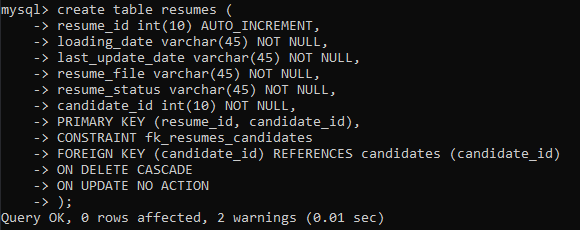 mysql> create table resumes (
    -> resume_id int(10) AUTO_INCREMENT,
    -> loading_date varchar(45) NOT NULL,
    -> last_update_date varchar(45) NOT NULL,
    -> resume_file varchar(45) NOT NULL,
    -> resume_status varchar(45) NOT NULL,
    -> candidate_id int(10) NOT NULL,
    -> PRIMARY KEY (resume_id, candidate_id),
    -> CONSTRAINT fk_resumes_candidates
    -> FOREIGN KEY (candidate_id) REFERENCES candidates (candidate_id)
    -> ON DELETE CASCADE
    -> ON UPDATE NO ACTION
    -> );
Query OK, 0 rows affected, 2 warnings (0.01 sec)